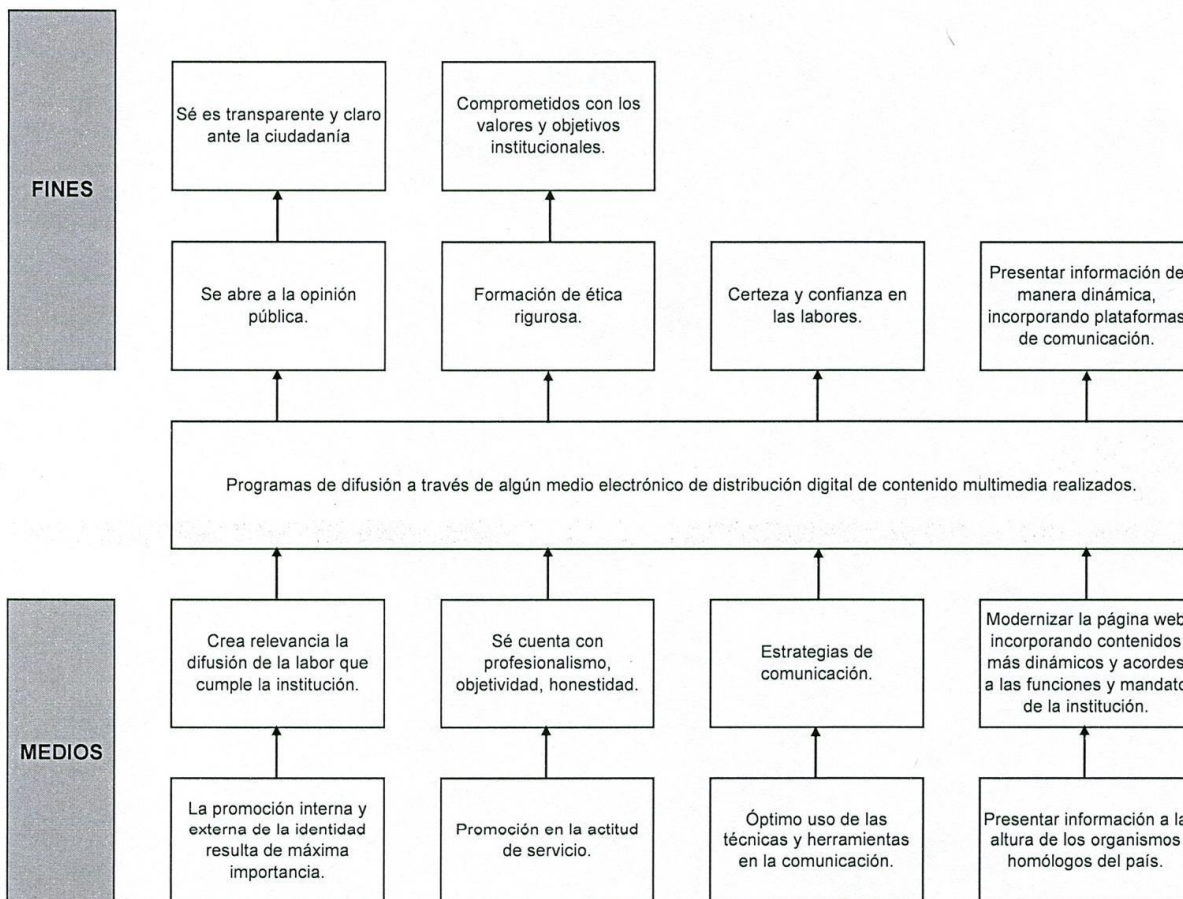 FINES
Sé es transparente y claro
ante la ciudadanía
Comprometidos con los
valores y objetivos
institucionales.
Se abre a la opinión
pública.
Formación de ética
rigurosa.
Certeza y confianza en
las labores.
Presentar información de
manera dinámica,
incorporando plataformas
de comunicación.
Programas de difusión a través de algún medio electrónico de distribución digital de contenido multimedia realizados.
MEDIOS
Crea relevancia la
difusión de la labor que
cumple la institución.
Sé cuenta con
profesionalismo,
objetividad, honestidad.
Estrategias de
comunicación.
Modernizar la página web
incorporando contenidos
más dinámicos y acordes
a las funciones y mandato
de la institución.
La promoción interna y
externa de la identidad
resulta de máxima
importancia.
Promoción en la actitud
de servicio.
Óptimo uso de las
técnicas y herramientas
en la comunicación.
Presentar información a la
altura de los organismos
homólogos del país.